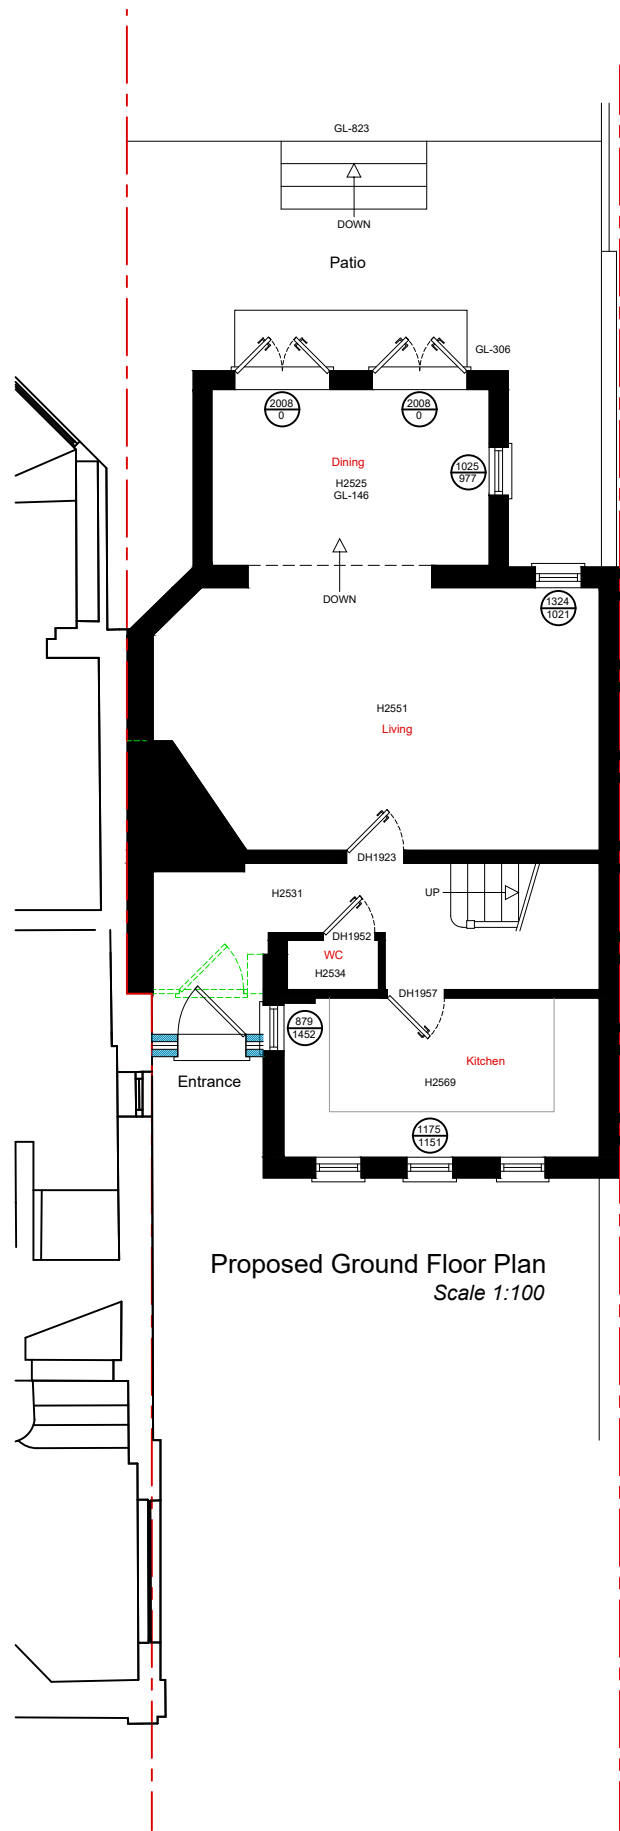 GL-823
DOWN
Patio
GL-306
2008
0
2008
0
Dining
H2525
GL-146
1025
977
DOWN
1324
1021
H2551
Living
DH1923
H2531
UP
DH1952
WC
H2534
DH1957
879
1452
Kitchen
H2569
Entrance
1175
1151
Proposed Ground Floor Plan
Scale 1:100